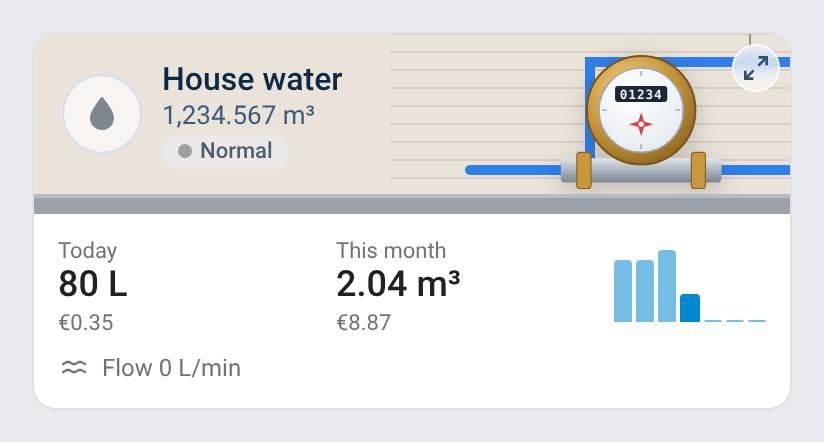 House water
1,234.567 m³
Normal
01234
Today
80 L
€0.35
This month
2.04 m³
€8.87
Flow 0 L/min